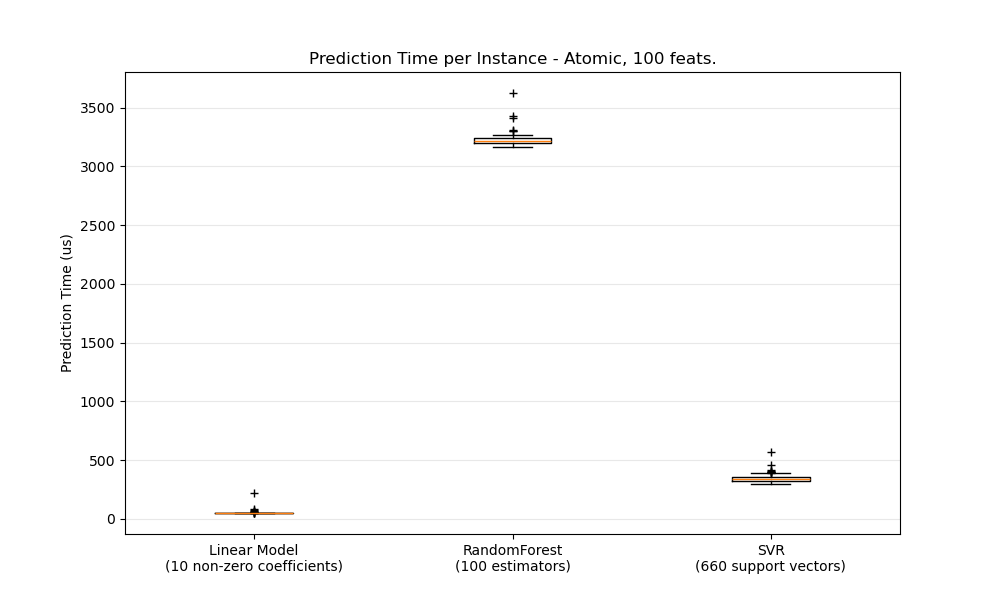 Prediction Time per Instance - Atomic, 100 feats.
Prediction Time (us)
3500
3000
2500
2000
1500
1000
500
0
Linear Model
(10 non-zero coefficients)
RandomForest
(100 estimators)
SVR
(660 support vectors)